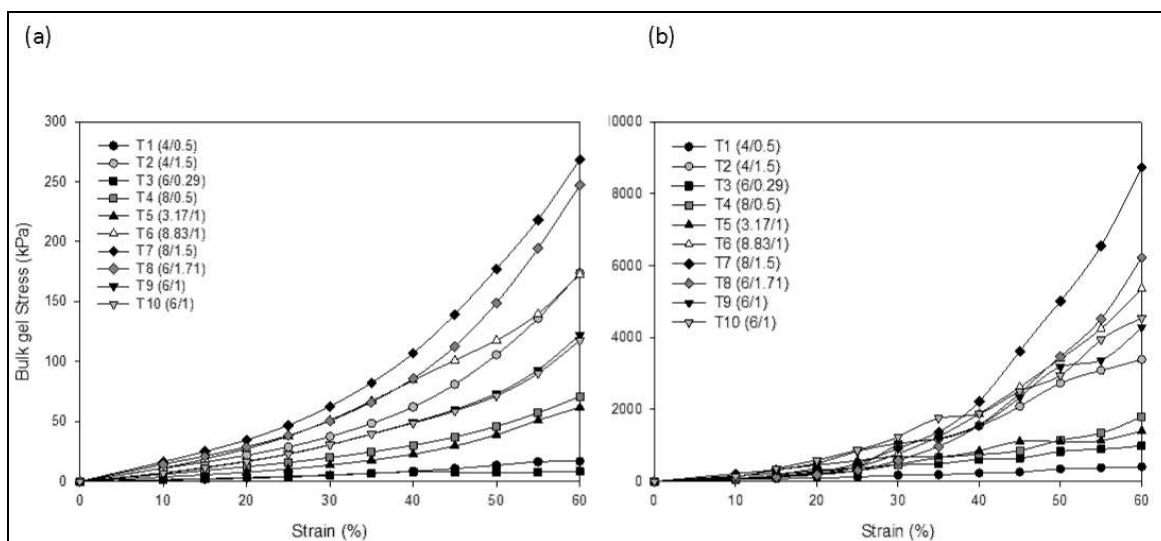 (a)
(b)
300
250
200
150
100
50
0
Bulk gel Stress (kPa)
T1 (4/0.5)
T2 (4/1.5)
T3 (6/0.29)
T4 (8/0.5)
T5 (3.17/1)
T6 (8.83/1)
T7 (8/1.5)
T8 (6/1.71)
T9 (6/1)
T10 (6/1)
0 10 20 30 40 50 60
Strain (%)
10000
8000
6000
4000
2000
0
T1 (4/0.5)
T2 (4/1.5)
T3 (6/0.29)
T4 (8/0.5)
T5 (3.17/1)
T6 (8.83/1)
T7 (8/1.5)
T8 (6/1.71)
T9 (6/1)
T10 (6/1)
0 10 20 30 40 50 60
Strain (%)